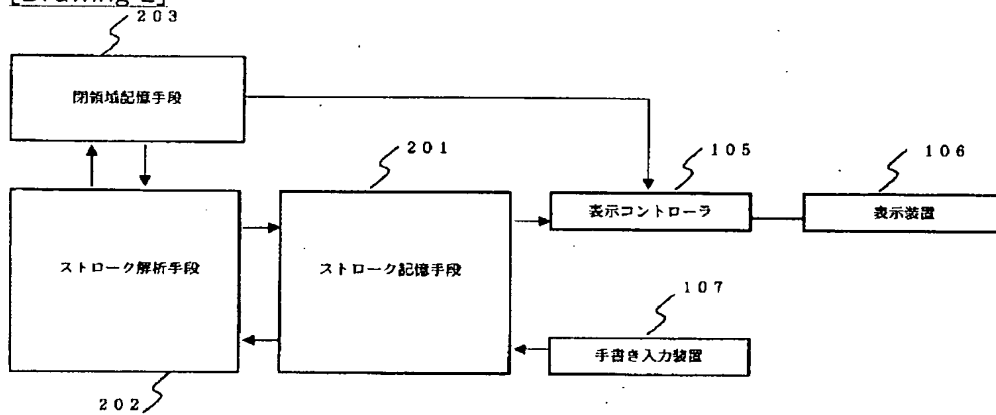 [Drawing 2]
203
閉領域記憶手段
201
105
106
表示コントローラ
表示装置
ストローク解析手段
ストローク記憶手段
107
手書き入力装置
202